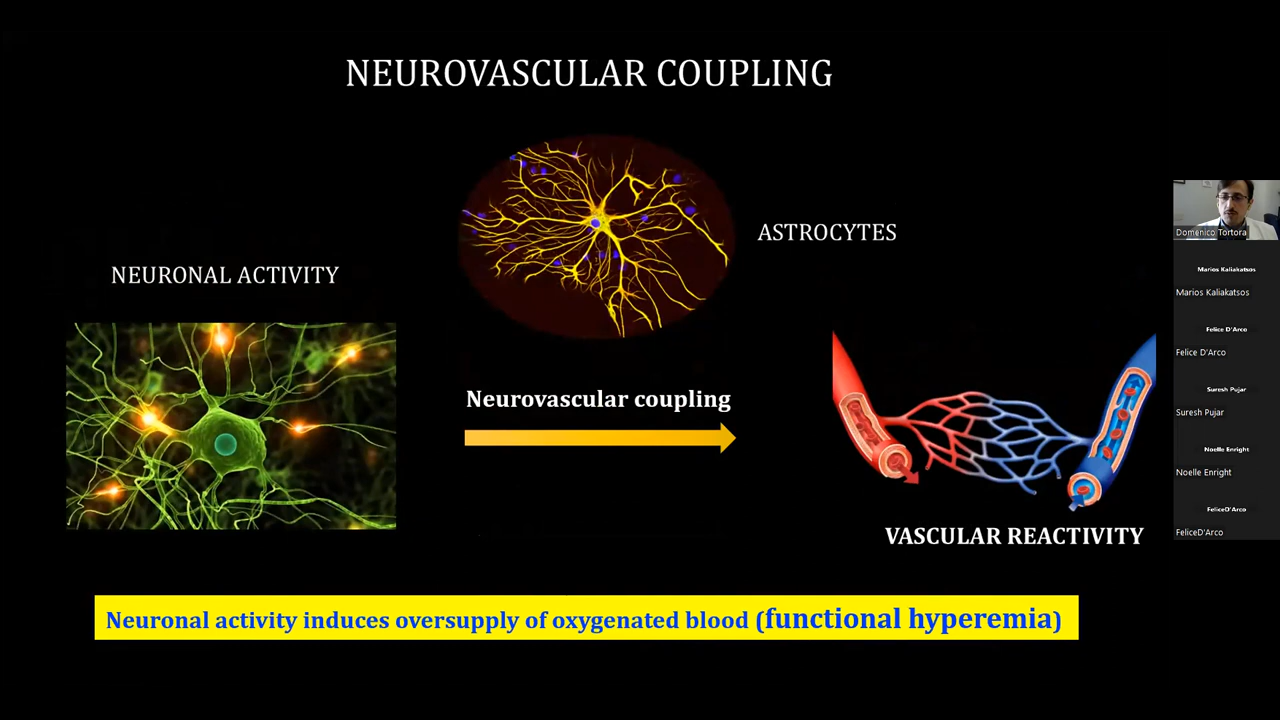 NEUROVASCULAR COUPLING
ASTROCYTES
NEURONAL ACTIVITY
Neurovascular coupling
VASCULAR REACTIVITY
Neuronal activity induces oversupply of oxygenated blood (functional hyperemia)
Domenico Tortora
Marios Kaliakatsos
Marios Kaliakatsos
Felice D'Arco
Felice D'Arco
Suresh Pujar
Suresh Pujar
Noelle Enright
Noelle Enright
FeliceD'Arco
FeliceD'Arco